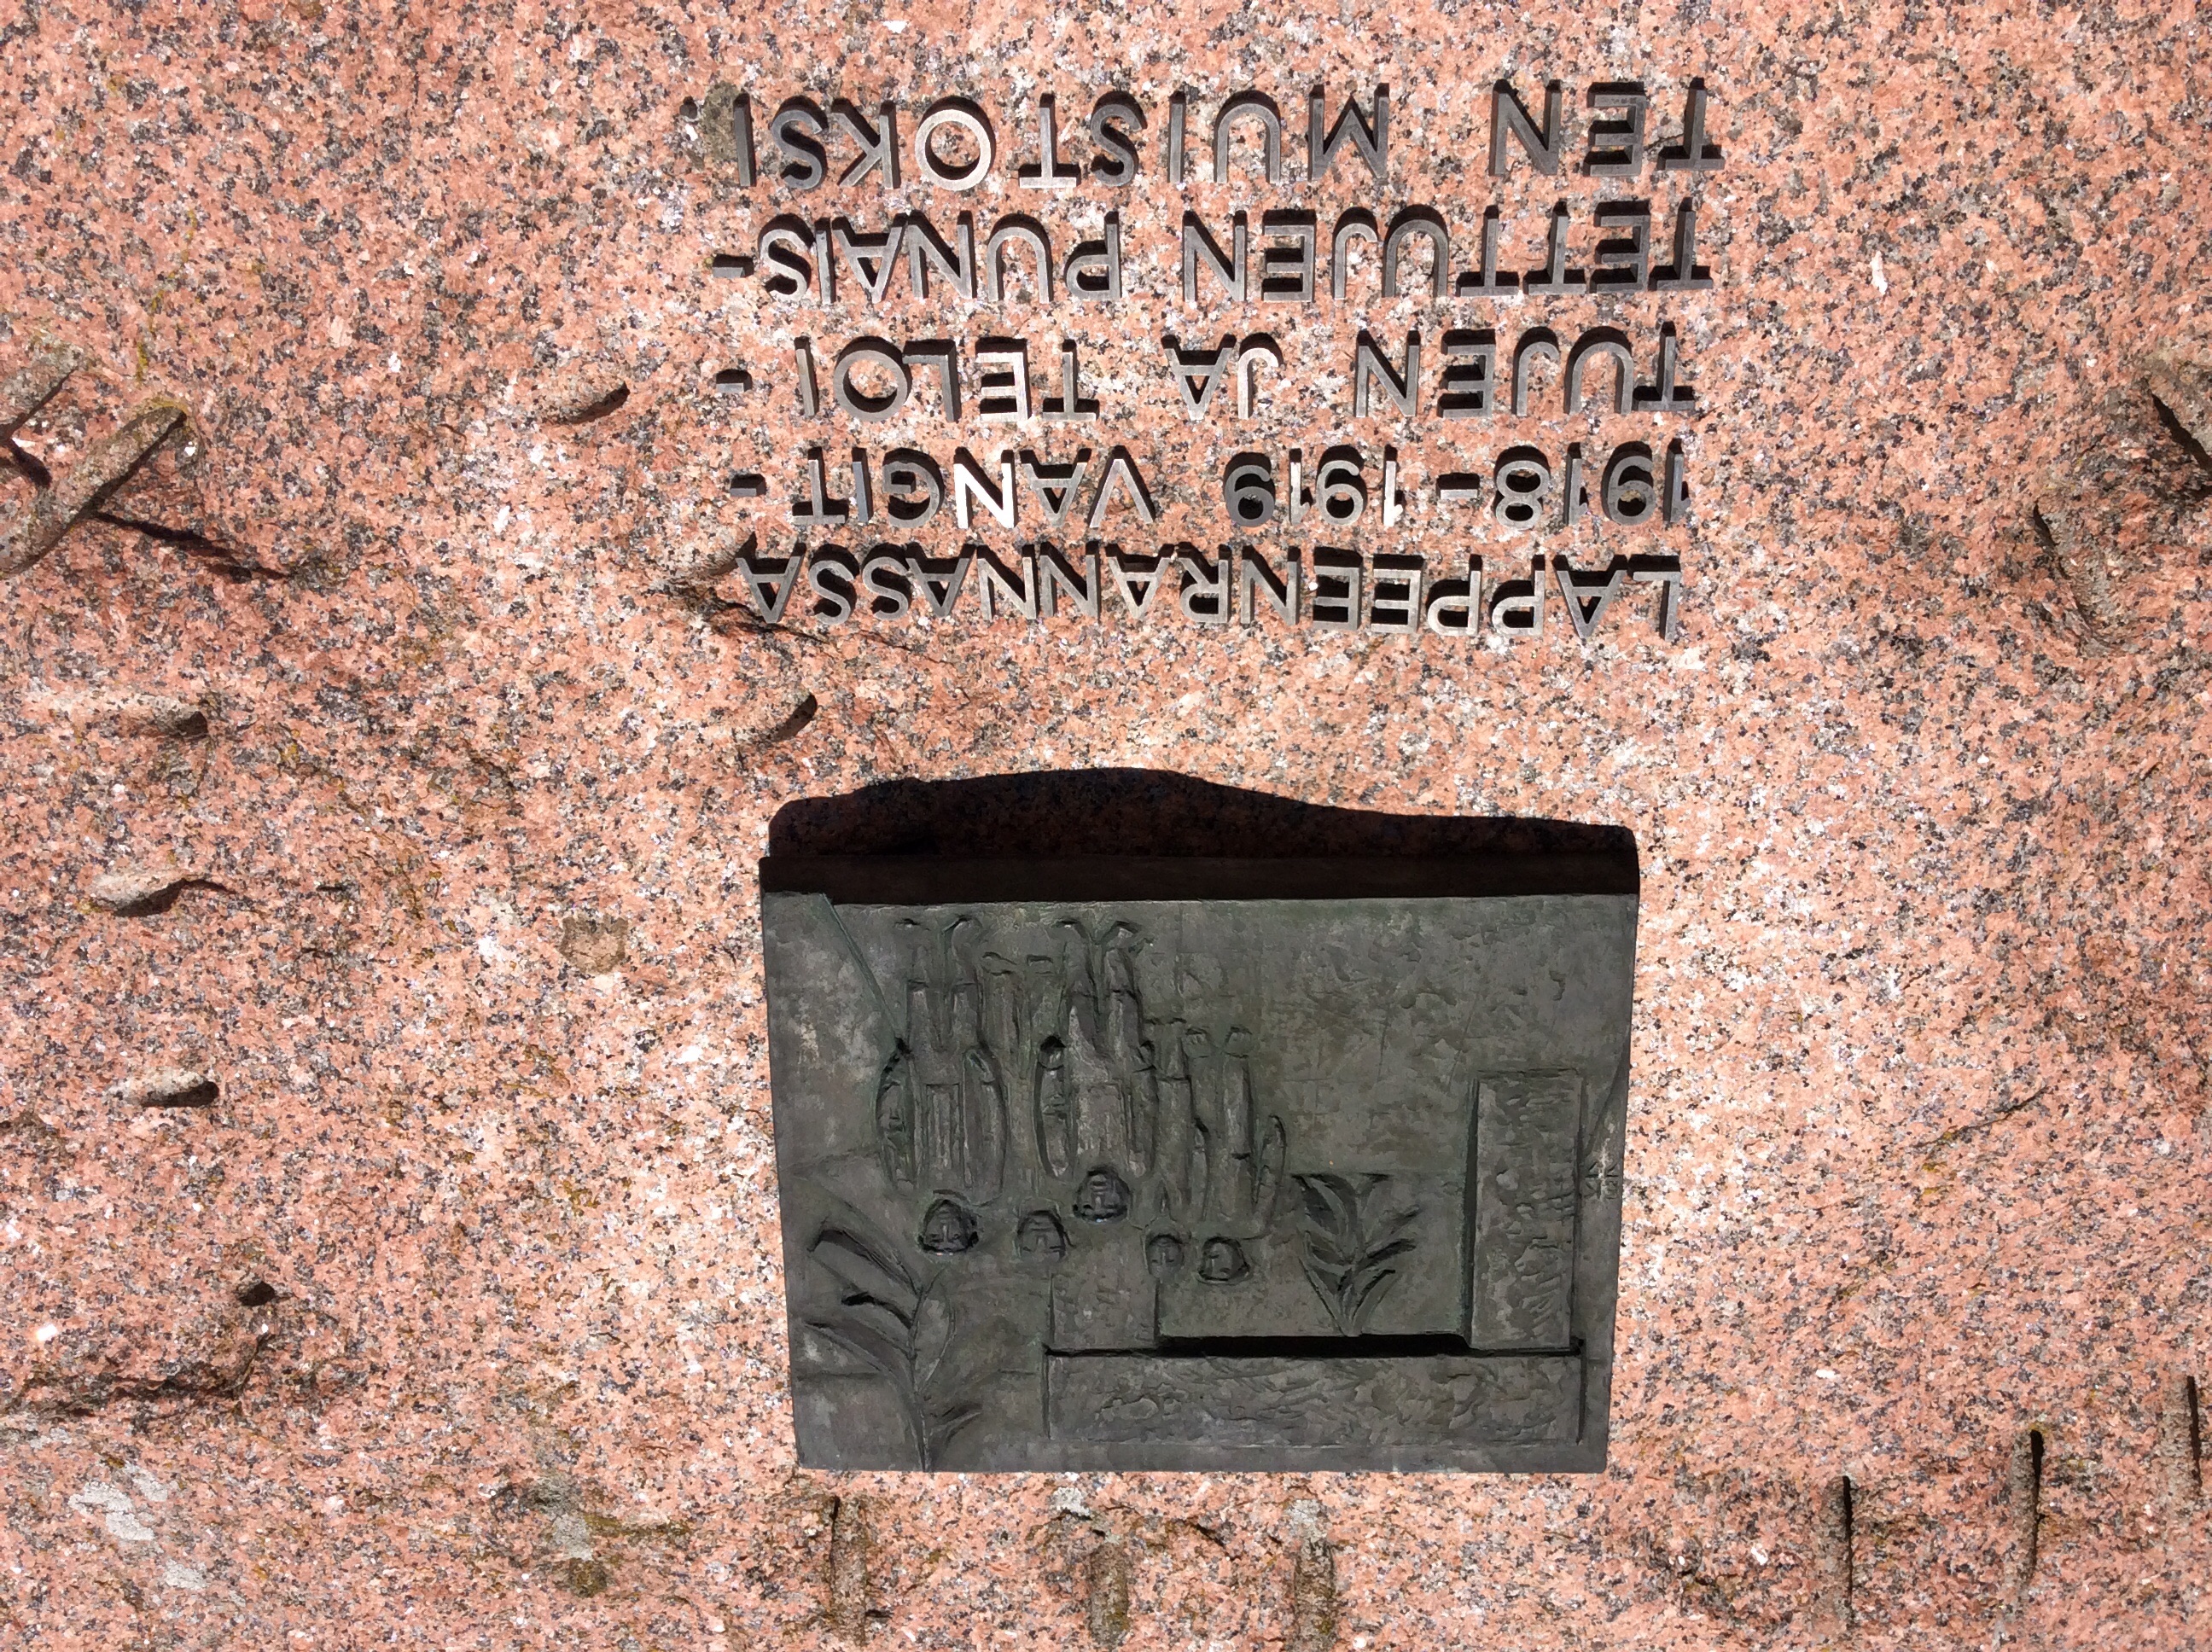 LAPPEENRANNASSA
1918-1919 VANGIT-
TUJEN JA TELOI-
TETTUJEN PUNAIS-
TEN MUISTOKSI